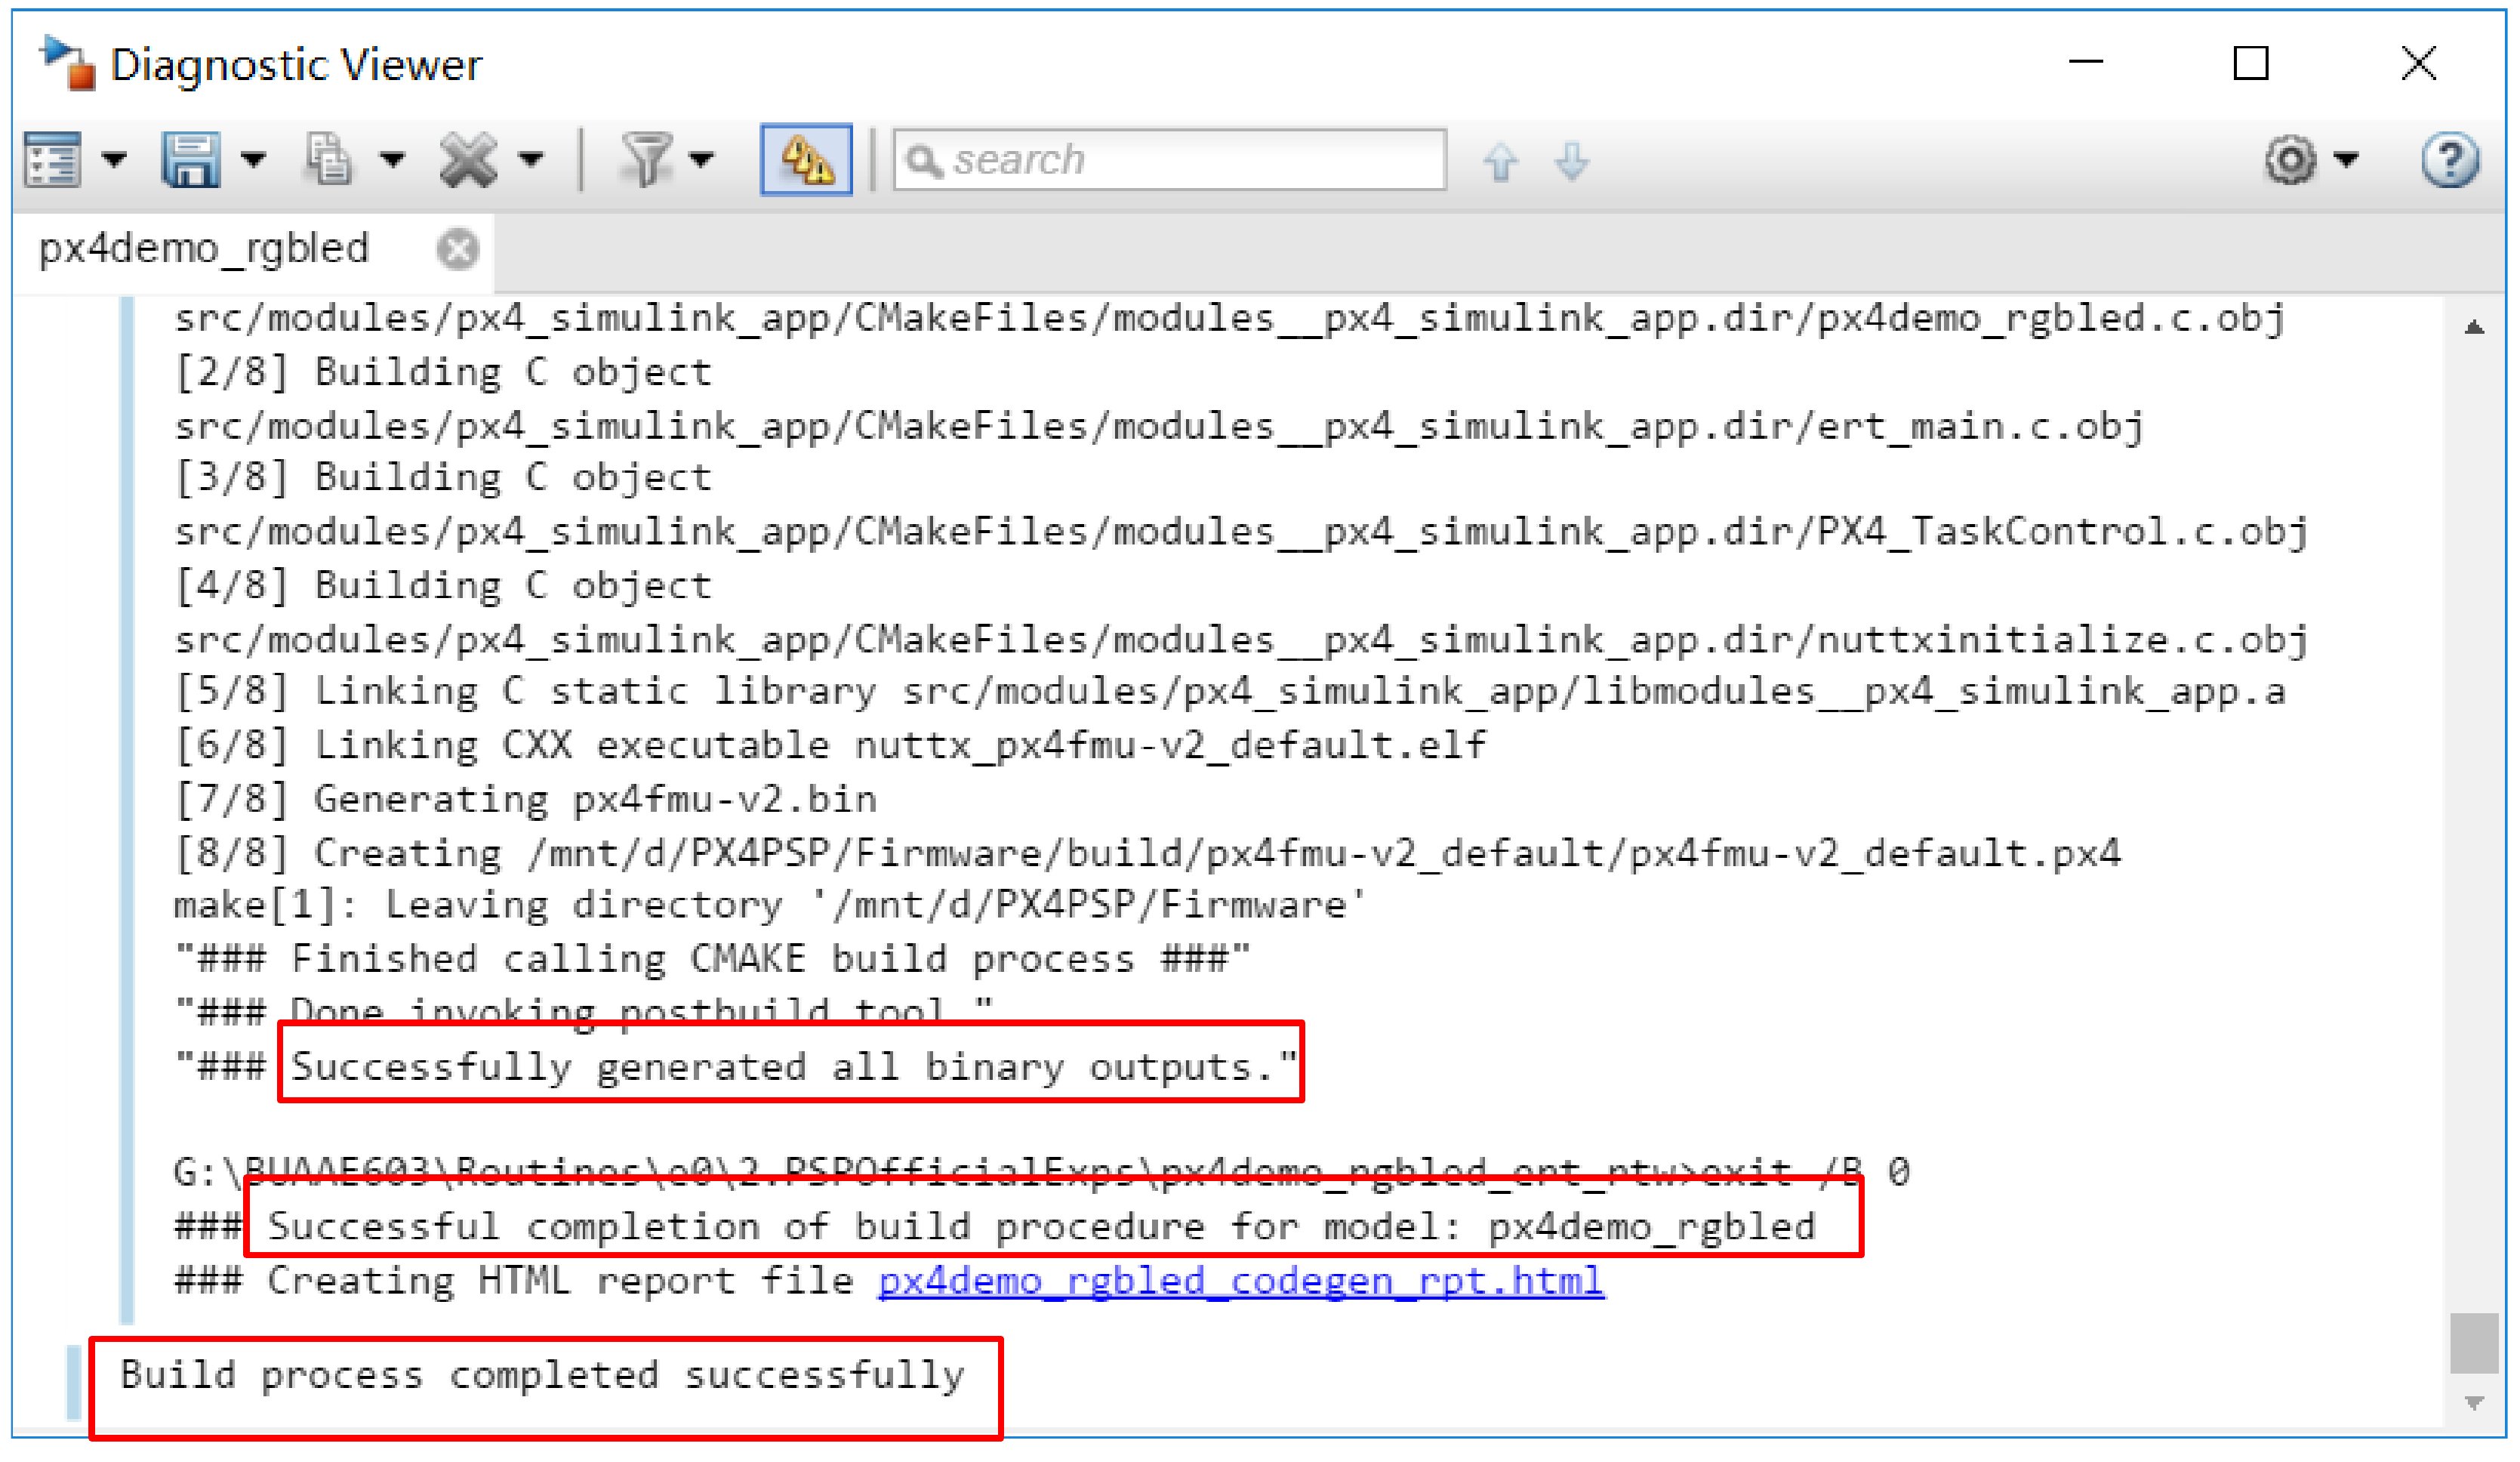 Diagnostic Viewer
search
px4demo_rgbled
src/modules/px4_simulink_app/CMakeFiles/modules__px4_simulink_app.dir/px4demo_rgbled.c.obj
[2/8] Building C object
src/modules/px4_simulink_app/CMakeFiles/modules__px4_simulink_app.dir/ert_main.c.obj
[3/8] Building C object
src/modules/px4_simulink_app/CMakeFiles/modules__px4_simulink_app.dir/PX4_TaskControl.c.obj
[4/8] Building C object
src/modules/px4_simulink_app/CMakeFiles/modules__px4_simulink_app.dir/nuttxinitialize.c.obj
[5/8] Linking C static library src/modules/px4_simulink_app/libmodules__px4_simulink_app.a
[6/8] Linking CXX executable nuttx_px4fmu-v2_default.elf
[7/8] Generating px4fmu-v2.bin
[8/8] Creating /mnt/d/PX4PSP/Firmware/build/px4fmu-v2_default/px4fmu-v2_default.px4
make[1]: Leaving directory '/mnt/d/PX4PSP/Firmware'
"### Finished calling CMAKE build process ###"
"### Done invoking postbuild tool."
"### Successfully generated all binary outputs."
G:\BUAAE603\Routines\e0\2.PSPOfficialExps\px4demo_rgbled_ert_rtw>exit /B 0
### Successful completion of build procedure for model: px4demo_rgbled
### Creating HTML report file px4demo_rgbled_codegen_rpt.html
Build process completed successfully